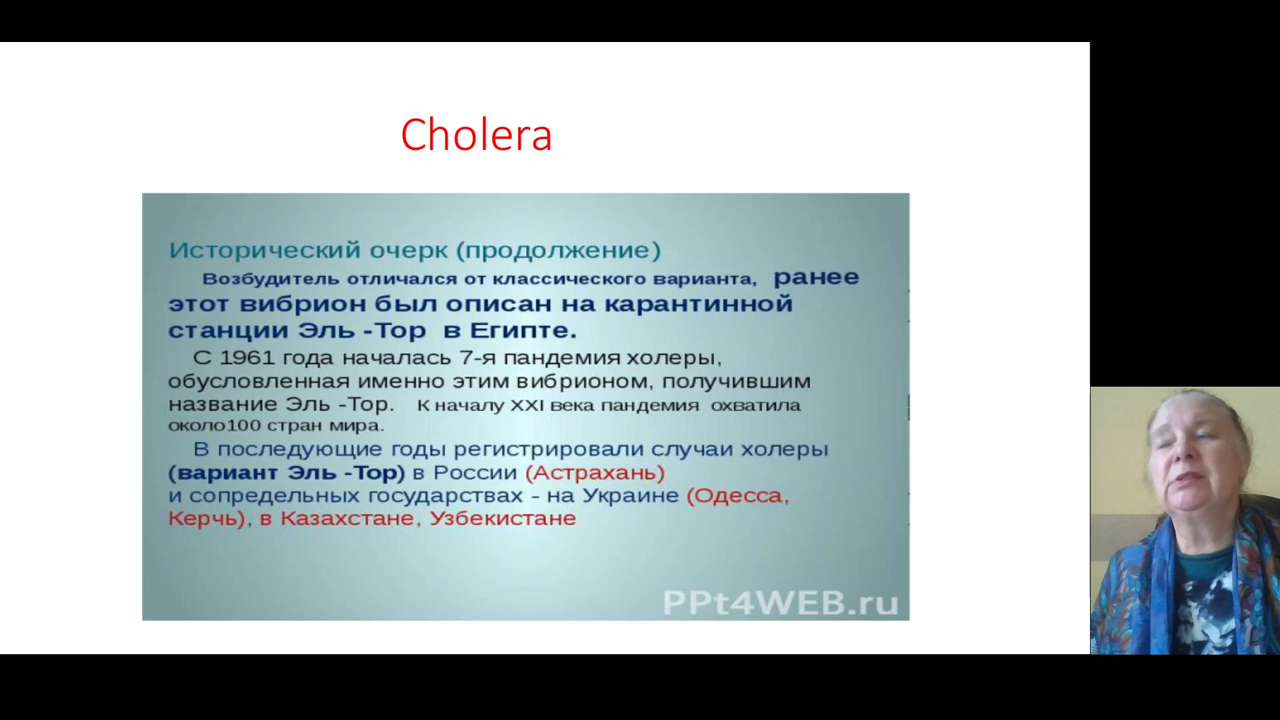 Cholera
Исторический очерк (продолжение)
Возбудитель отличался от классического варианта, ранее
этот вибрион был описан на карантинной
станции Эль -Тор в Египте.
С 1961 года началась 7-я пандемия холеры,
обусловленная именно этим вибрионом, получившим
название Эль -Тор. К началу XXI века пандемия охватила
около100 стран мира.
В последующие годы регистрировали случаи холеры
(вариант Эль -Тор) в России (Астрахань)
и сопредельных государствах - на Украине (Одесса,
Керчь), в Казахстане, Узбекистане
PPt4WEB.ru